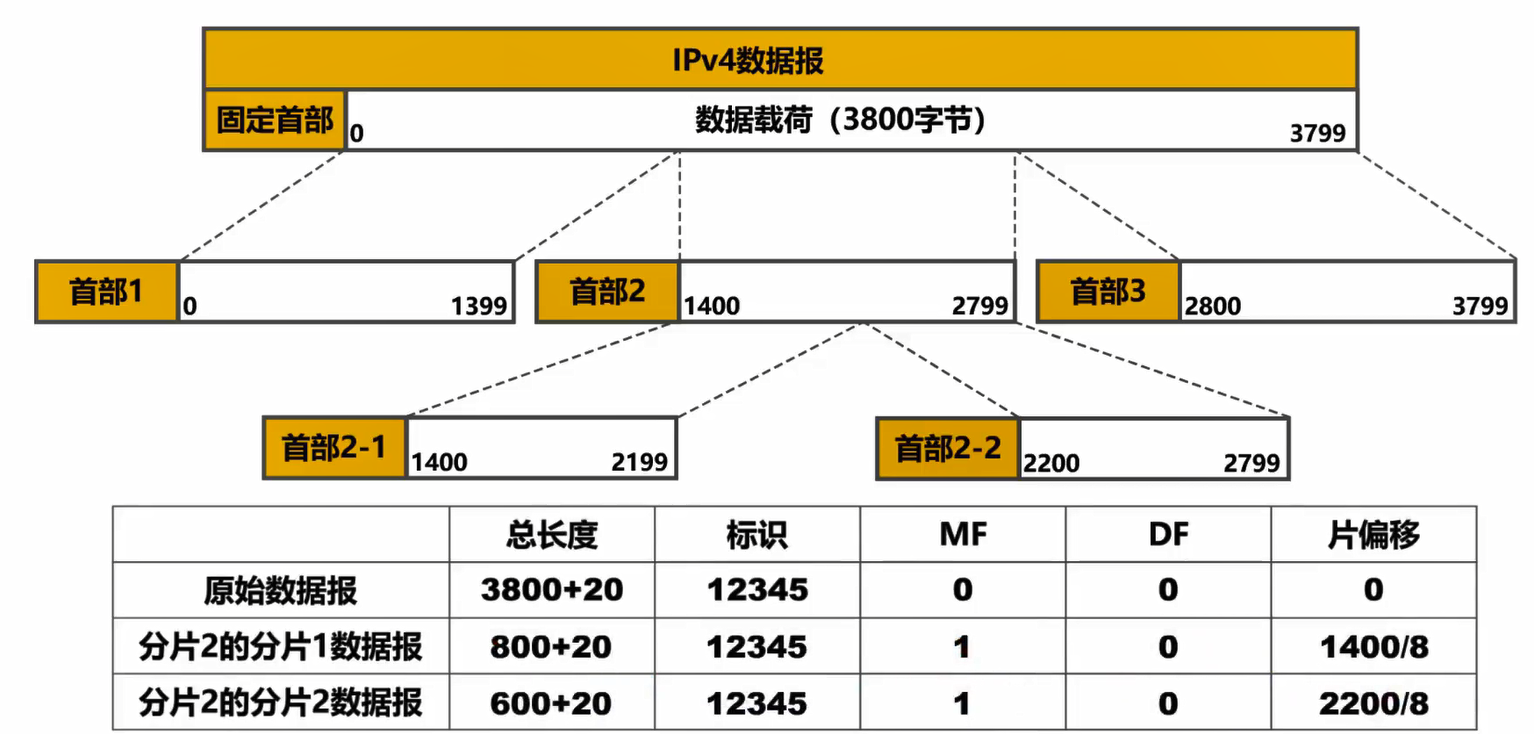 IPv4数据报
固定首部 0 数据载荷（3800字节） 3799
首部1 0 1399 首部2 1400 2799 首部3 2800 3799
首部2-1 1400 2199 首部2-2 2200 2799
总长度 标识 MF DF 片偏移
原始数据报 3800+20 12345 0 0 0
分片2的分片1数据报 800+20 12345 1 0 1400/8
分片2的分片2数据报 600+20 12345 1 0 2200/8